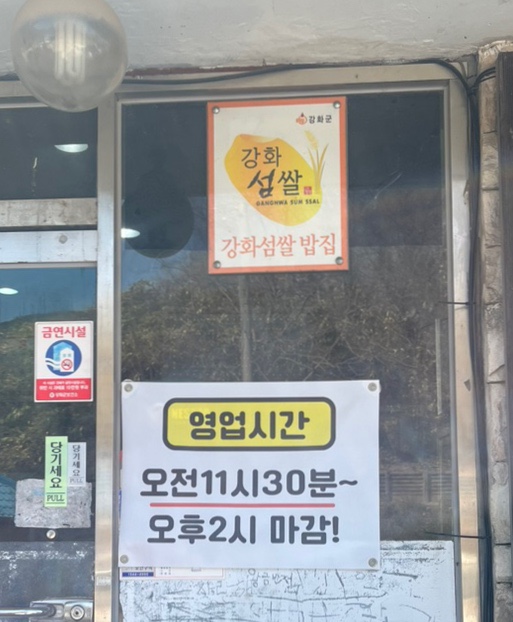 강화군
강화
섬쌀
GANGHWA SUM SSAL
강화섬쌀 밥집
금연시설
당기세요
PULL
당기세요
PULL
영업시간
오전11시30분~
오후2시 마감!